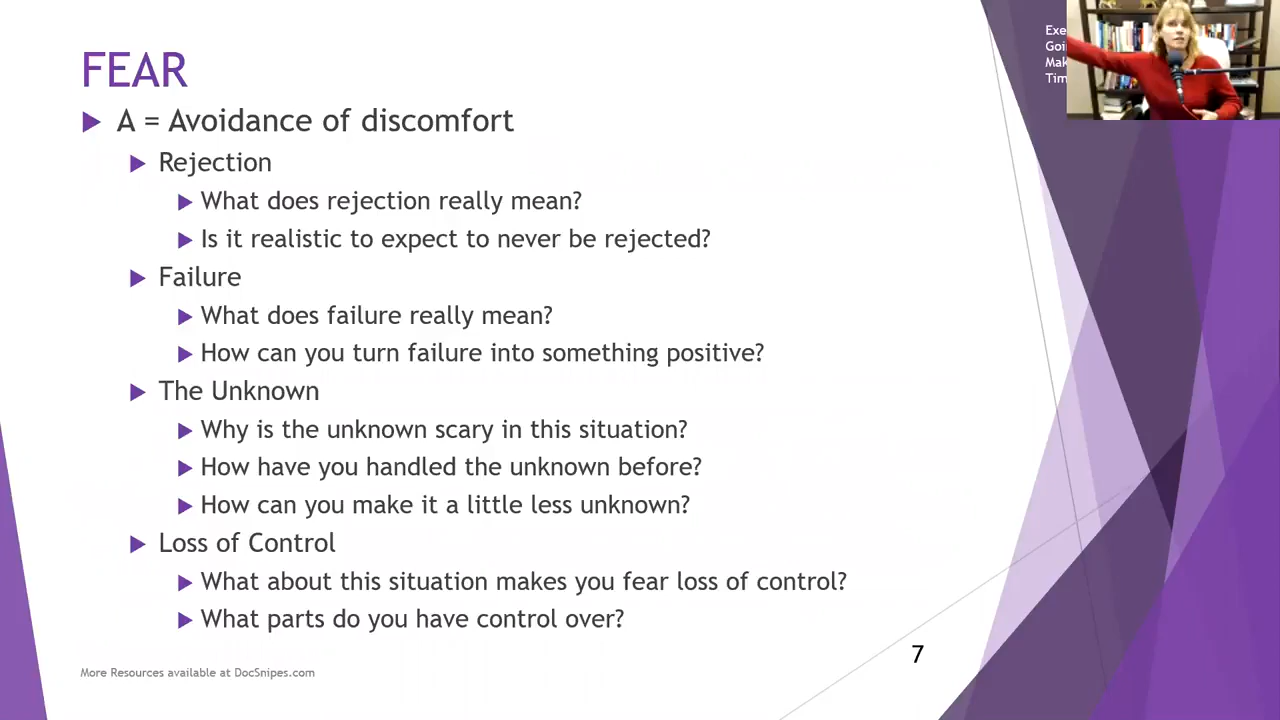 FEAR
A = Avoidance of discomfort
Rejection
What does rejection really mean?
Is it realistic to expect to never be rejected?
Failure
What does failure really mean?
How can you turn failure into something positive?
The Unknown
Why is the unknown scary in this situation?
How have you handled the unknown before?
How can you make it a little less unknown?
Loss of Control
What about this situation makes you fear loss of control?
What parts do you have control over?
7
More Resources available at DocSnipes.com